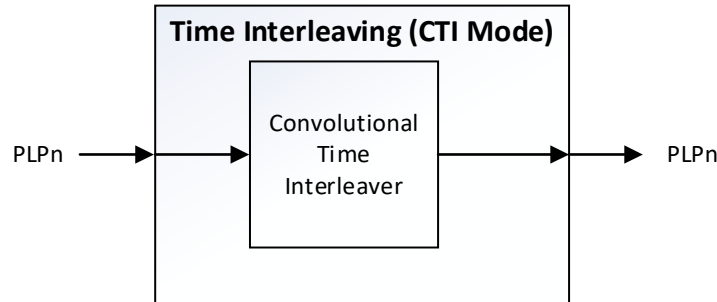 Time Interleaving (CTI Mode)
Convolutional
Time
Interleaver
PLPn
PLPn